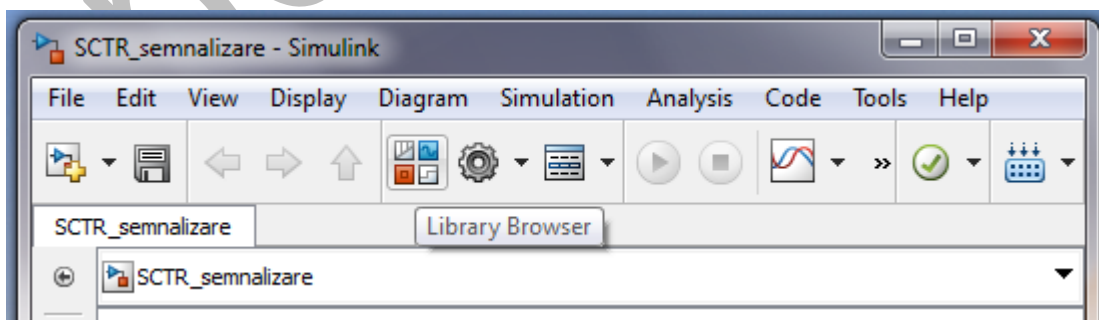 SCTR_semnalizare - Simulink
File Edit View Display Diagram Simulation Analysis Code Tools Help
SCTR_semnalizare
Library Browser
SCTR_semnalizare